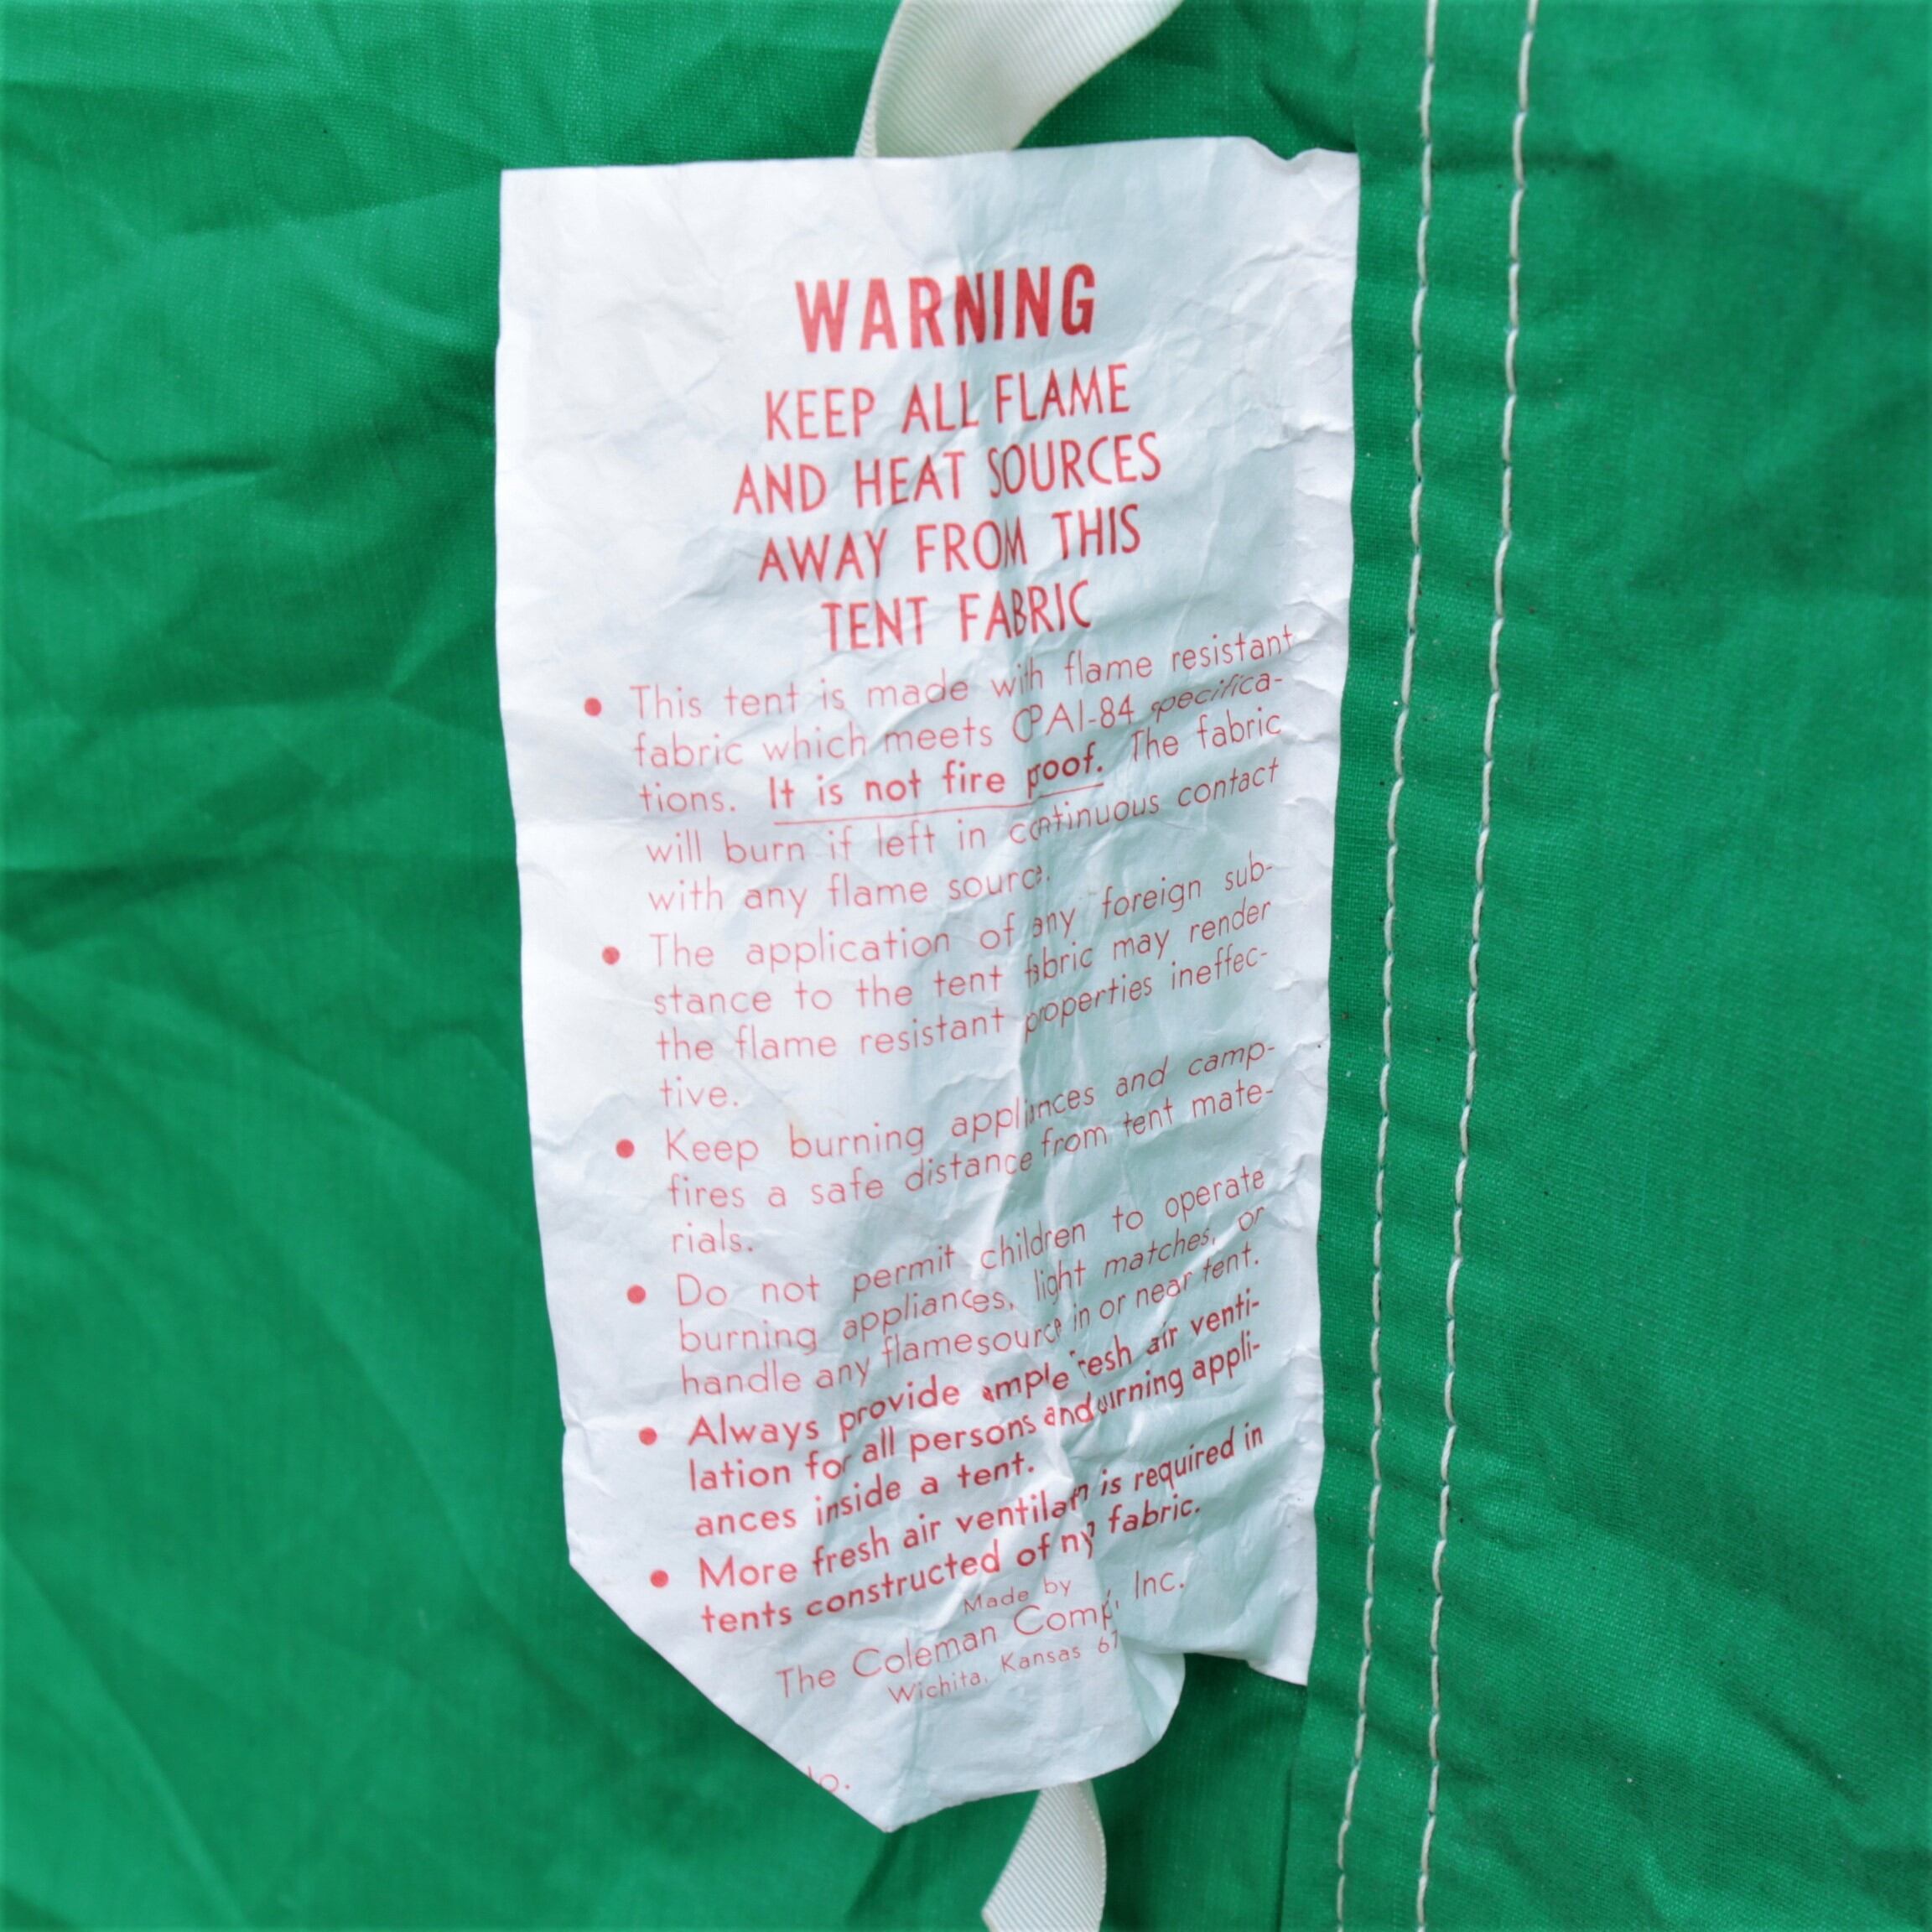 WARNING
KEEP ALL FLAME
AND HEAT SOURCES
AWAY FROM THIS
TENT FABRIC
• This tent is made with flame resistant
fabric which meets CPAI-84 specifica-
tions. It is not fire poof. The fabric
will burn if left in continuous contact
with any flame source.
• The application of any foreign sub-
stance to the tent fabric may render
the flame resistant properties ineffec-
tive.
• Keep burning appliances and camp-
fires a safe distance from tent mate-
rials.
• Do not permit children to operate
burning appliances, light matches, or
handle any flame source in or near tent.
• Always provide ample fresh air venti-
lation for all persons and burning appli-
ances inside a tent.
• More fresh air ventilation is required in
tents constructed of fabric.
Made by
The Coleman Inc.
Wichita, Kansas 67